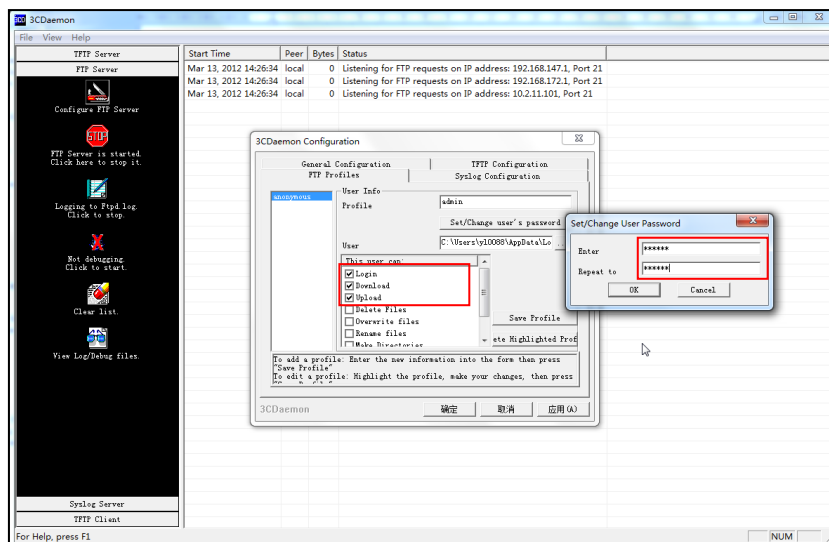 3CDaemon
File View Help
TFTP Server
FTP Server
Configure FTP Server
STOP
FTP Server is started.
Click here to stop it.
Logging to Ftpd.log.
Click to stop.
Not debugging.
Click to start.
Clear list.
View Log/Debug files.
Syslog Server
TFTP Client
Start Time Peer Bytes Status
Mar 13, 2012 14:26:34 local 0 Listening for FTP requests on IP address: 192.168.147.1, Port 21
Mar 13, 2012 14:26:34 local 0 Listening for FTP requests on IP address: 192.168.172.1, Port 21
Mar 13, 2012 14:26:34 local 0 Listening for FTP requests on IP address: 10.2.11.101, Port 21
3CDaemon Configuration
General Configuration TFTP Configuration
FTP Profiles Syslog Configuration
anonymous
User Info
Profile admin
Set/Change user's password
User C:\Users\yl0088\AppData\Lo ...
This user can:
Login
Download
Upload
Delete Files
Overwrite files
Rename files
Make Directories
Save Profile
ete Highlighted Prof
To add a profile: Enter the new
information into the form then press
"Save Profile"
To edit a profile: Highlight the
profile, make your changes, then press
3CDaemon
确定 取消 应用(A)
Set/Change User Password
Enter ******
Repeat to ******
OK Cancel
For Help, press F1
NUM